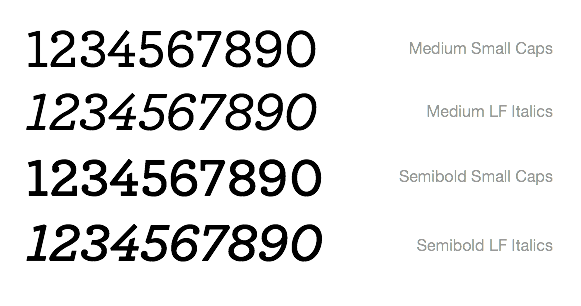 1234567890 Medium Small Caps
1234567890 Medium LF Italics
1234567890 Semibold Small Caps
1234567890 Semibold LF Italics